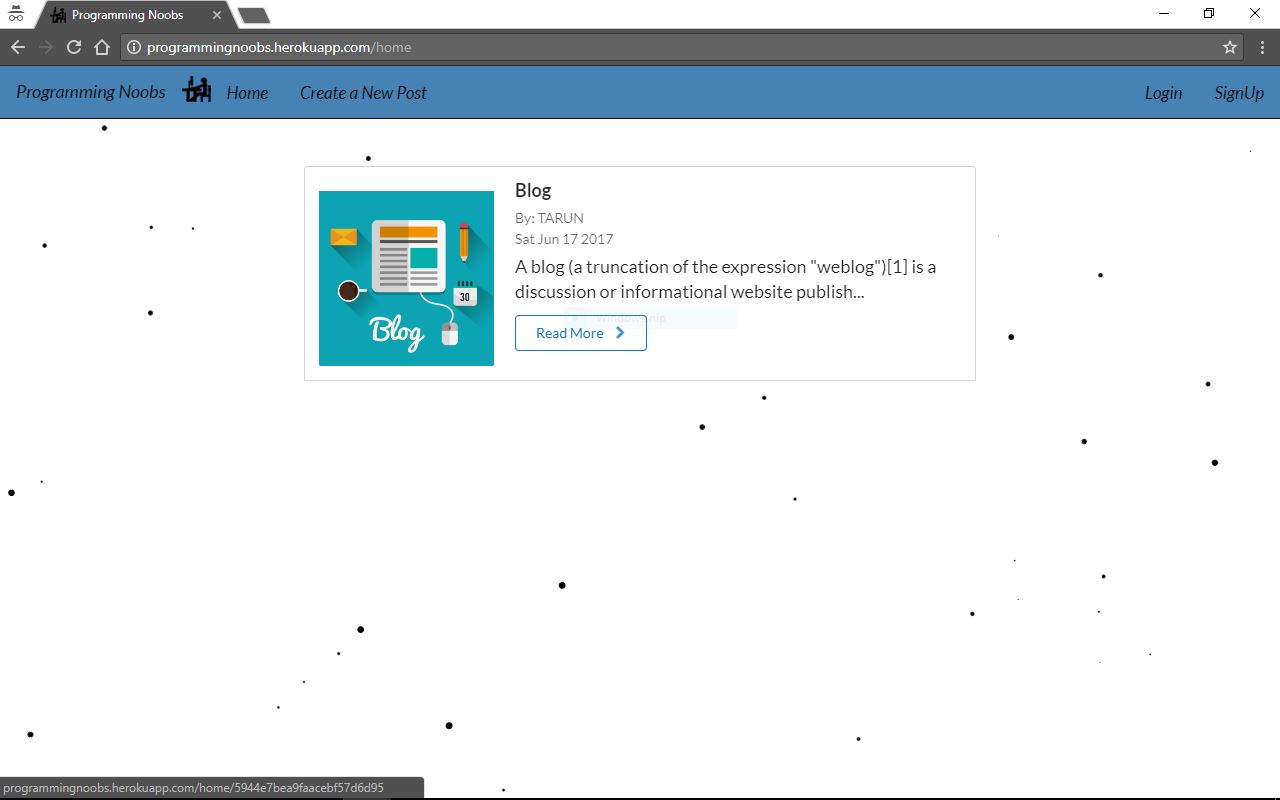 Programming Noobs
programmingnoobs.herokuapp.com/home
Programming Noobs Home Create a New Post Login SignUp
Blog
By: TARUN
Sat Jun 17 2017
A blog (a truncation of the expression "weblog")[1] is a
discussion or informational website publish...
Window Snip
Read More
30
Blog
programmingnoobs.herokuapp.com/home/5944e7bea9faacebf57d6d95